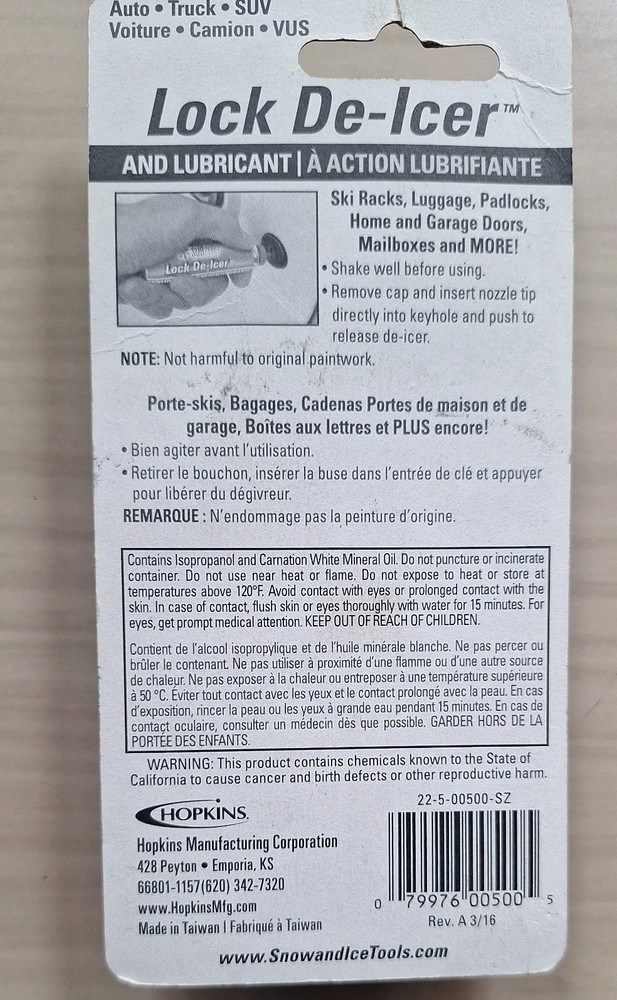 Auto • Truck • SUV
Voiture • Camion • VUS
Lock De-Icer™
AND LUBRICANT | À ACTION LUBRIFIANTE
Lock De-Icer
Ski Racks, Luggage, Padlocks,
Home and Garage Doors,
Mailboxes and MORE!
• Shake well before using.
• Remove cap and insert nozzle tip
directly into keyhole and push to
release de-icer.
NOTE: Not harmful to original paintwork.
Porte-skis, Bagages, Cadenas Portes de maison et de
garage, Boîtes aux lettres et PLUS encore!
• Bien agiter avant l'utilisation.
• Retirer le bouchon, insérer la buse dans l'entrée de clé et appuyer
pour libérer du dégivreur.
REMARQUE : N'endommage pas la peinture d'origine.
Contains Isopropanol and Carnation White Mineral Oil. Do not puncture or incinerate
container. Do not use near heat or flame. Do not expose to heat or store at
temperatures above 120°F. Avoid contact with eyes or prolonged contact with the
skin. In case of contact, flush skin or eyes thoroughly with water for 15 minutes. For
eyes, get prompt medical attention. KEEP OUT OF REACH OF CHILDREN.
Contient de l'alcool isopropylique et de l'huile minérale blanche. Ne pas percer ou
brûler le contenant. Ne pas utiliser à proximité d'une flamme ou d'une autre source
de chaleur. Ne pas exposer à la chaleur ou entreposer à une température supérieure
à 50 °C. Éviter tout contact avec les yeux et le contact prolongé avec la peau. En cas
d'exposition, rincer la peau ou les yeux à grande eau pendant 15 minutes. En cas de
contact oculaire, consulter un médecin dès que possible. GARDER HORS DE LA
PORTÉE DES ENFANTS.
WARNING: This product contains chemicals known to the State of
California to cause cancer and birth defects or other reproductive harm.
HOPKINS.
Hopkins Manufacturing Corporation
428 Peyton • Emporia, KS
66801-1157(620) 342-7320
www.HopkinsMfg.com
Made in Taiwan | Fabriqué à Taiwan
22-5-00500-SZ
0 79976 00500 5
Rev. A 3/16
www.SnowandIceTools.com